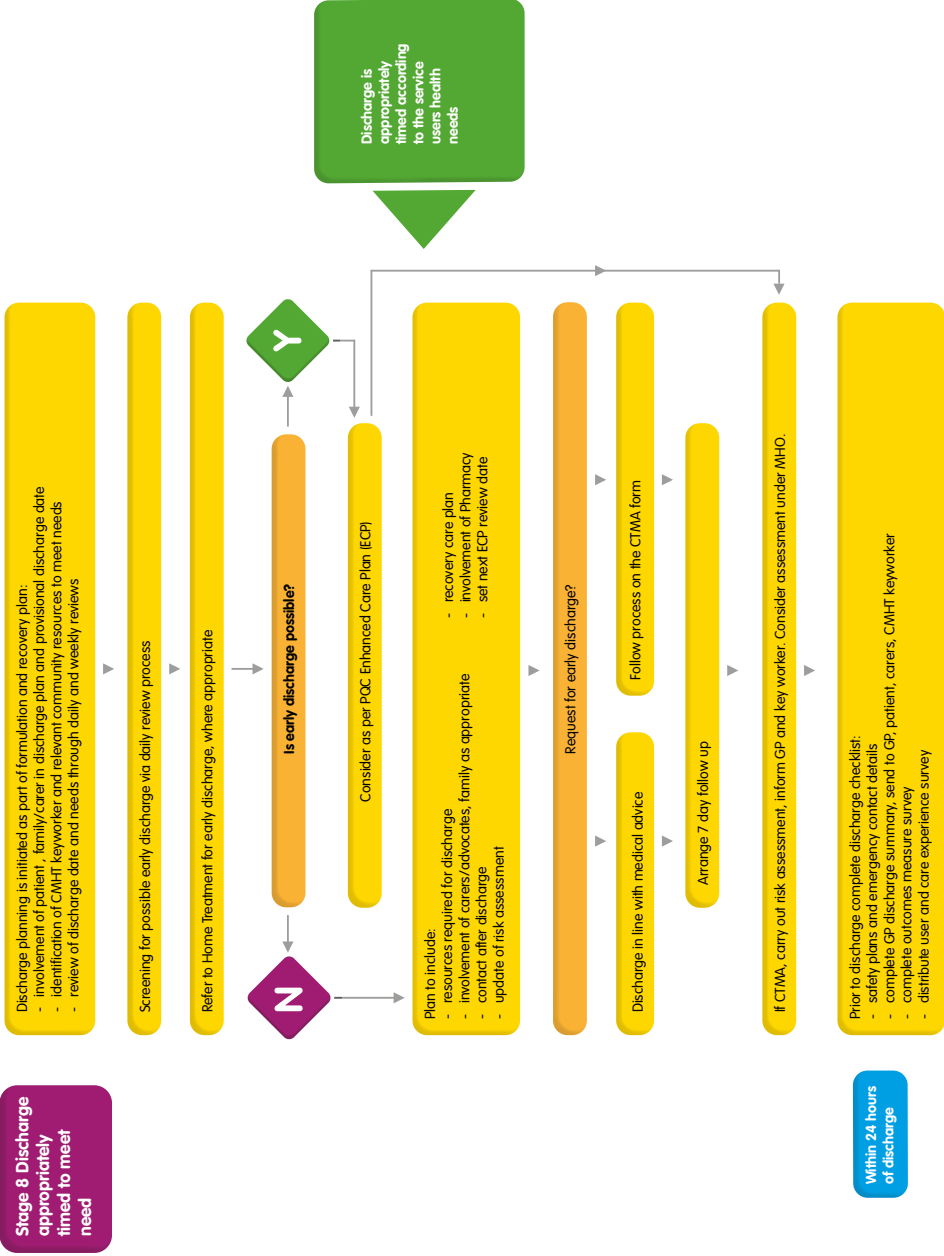 Stage 8 Discharge
appropriately
timed to meet
need
Discharge planning is initiated as part of formulation and recovery plan:
- involvement of patient, family/carer in discharge plan and provisional discharge date
- identification of CMHT keyworker and relevant community resources to meet needs
- review of discharge date and needs through daily and weekly reviews
Screening for possible early discharge via daily review process
Refer to Home Treatment for early discharge, where appropriate
Is early discharge possible?
N
Y
Consider as per PQC Enhanced Care Plan (ECP)
Plan to include:
- resources required for discharge
- involvement of carers/advocates, family as appropriate
- contact after discharge
- update of risk assessment
- recovery care plan
- involvement of Pharmacy
- set next ECP review date
Request for early discharge?
Discharge in line with medical advice
Follow process on the CTMA form
Arrange 7 day follow up
If CTMA, carry out risk assessment, inform GP and key worker. Consider assessment under MHO.
Within 24 hours
of discharge
Prior to discharge complete discharge checklist:
- safety plans and emergency contact details
- complete GP discharge summary, send to GP, patient, carers, CMHT keyworker
- complete outcomes measure survey
- distribute user and care experience survey
Discharge is
appropriately
timed according
to the service
users health
needs